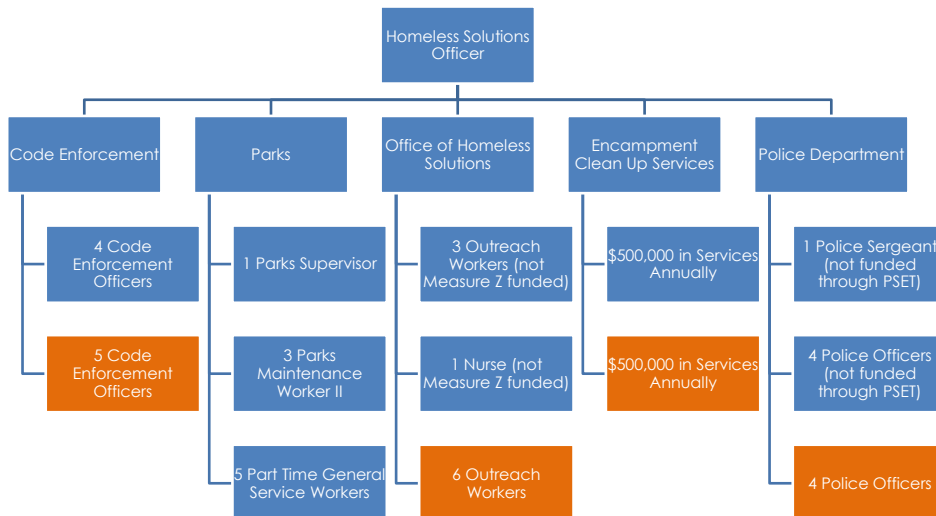 Homeless Solutions
Officer
Code Enforcement
Parks
Office of Homeless
Solutions
Encampment
Clean Up Services
Police Department
4 Code
Enforcement
Officers
1 Parks Supervisor
3 Outreach
Workers (not
Measure Z funded)
$500,000 in Services
Annually
1 Police Sergeant
(not funded
through PSET)
5 Code
Enforcement
Officers
3 Parks
Maintenance
Worker II
1 Nurse (not
Measure Z funded)
$500,000 in Services
Annually
4 Police Officers
(not funded
through PSET)
5 Part Time General
Service Workers
6 Outreach
Workers
4 Police Officers